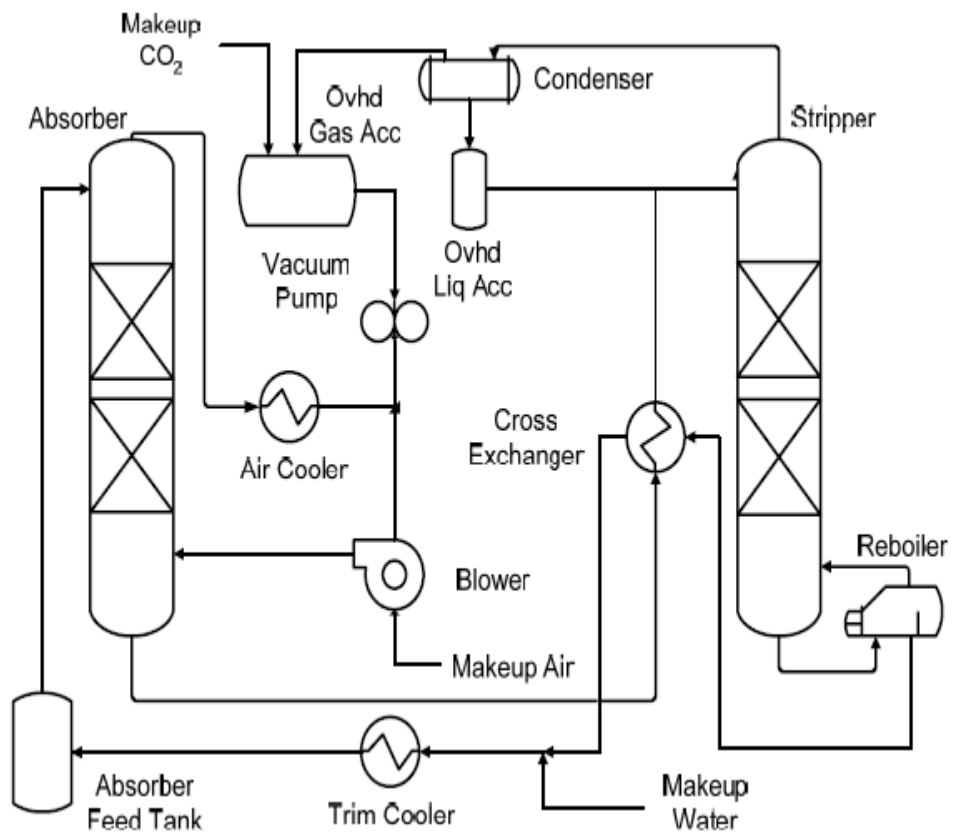 Makeup
CO₂
Absorber
Ovhd
Gas Acc
Condenser
Stripper
Vacuum
Pump
Ovhd
Liq Acc
Air Cooler
Cross
Exchanger
Blower
Reboiler
Makeup Air
Absorber
Feed Tank
Trim Cooler
Makeup
Water